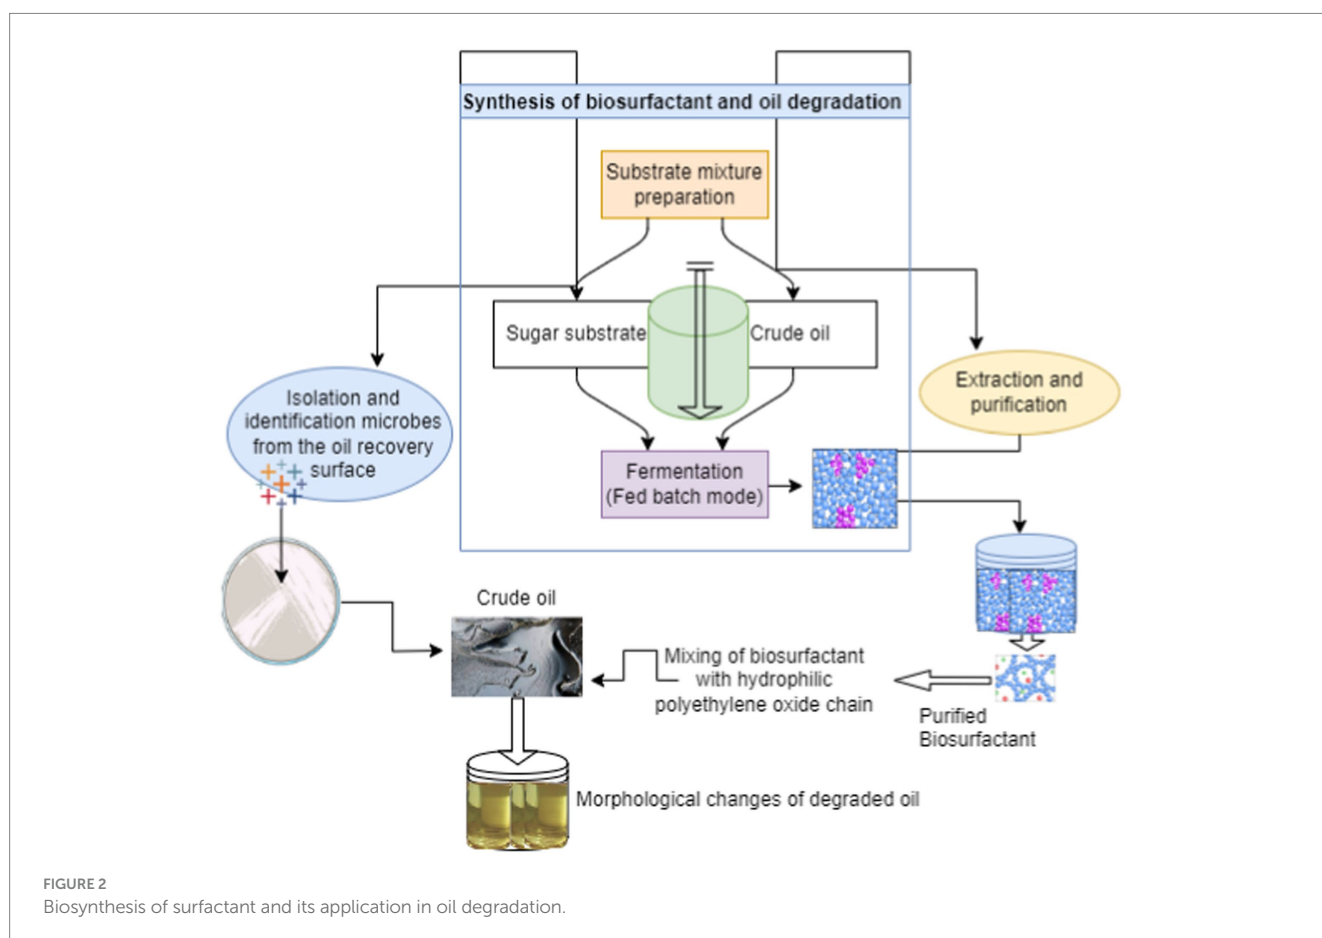 Synthesis of biosurfactant and oil degradation
Substrate mixture
preparation
Sugar substrate
Crude oil
Isolation and
identification microbes
from the oil recovery
surface
Extraction and
purification
Fermentation
(Fed batch mode)
Crude oil
Mixing of biosurfactant
with hydrophilic
polyethylene oxide chain
Purified
Biosurfactant
Morphological changes of degraded oil
FIGURE 2
Biosynthesis of surfactant and its application in oil degradation.